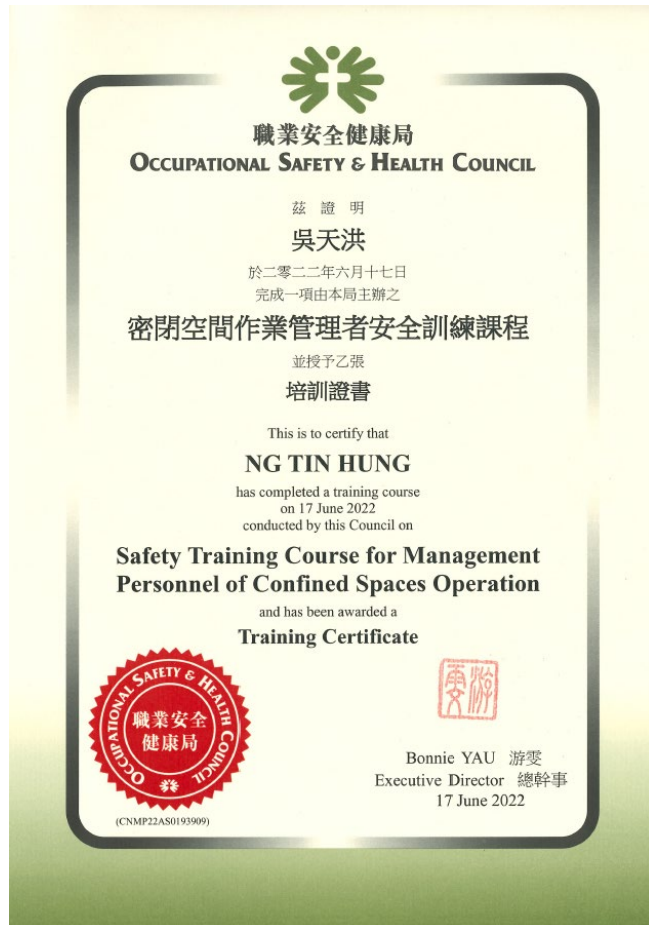 職業安全健康局
OCCUPATIONAL SAFETY & HEALTH COUNCIL
茲證明
吳天洪
於二零二二年六月十七日
完成一項由本局主辦之
密閉空間作業管理者安全訓練課程
並授予乙張
培訓證書
This is to certify that
NG TIN HUNG
has completed a training course
on 17 June 2022
conducted by this Council on
Safety Training Course for Management
Personnel of Confined Spaces Operation
and has been awarded a
Training Certificate
OCCUPATIONAL SAFETY & HEALTH COUNCIL
職業安全
健康局
游雯
Bonnie YAU 游雯
Executive Director 總幹事
17 June 2022
(CNMP22AS0193909)